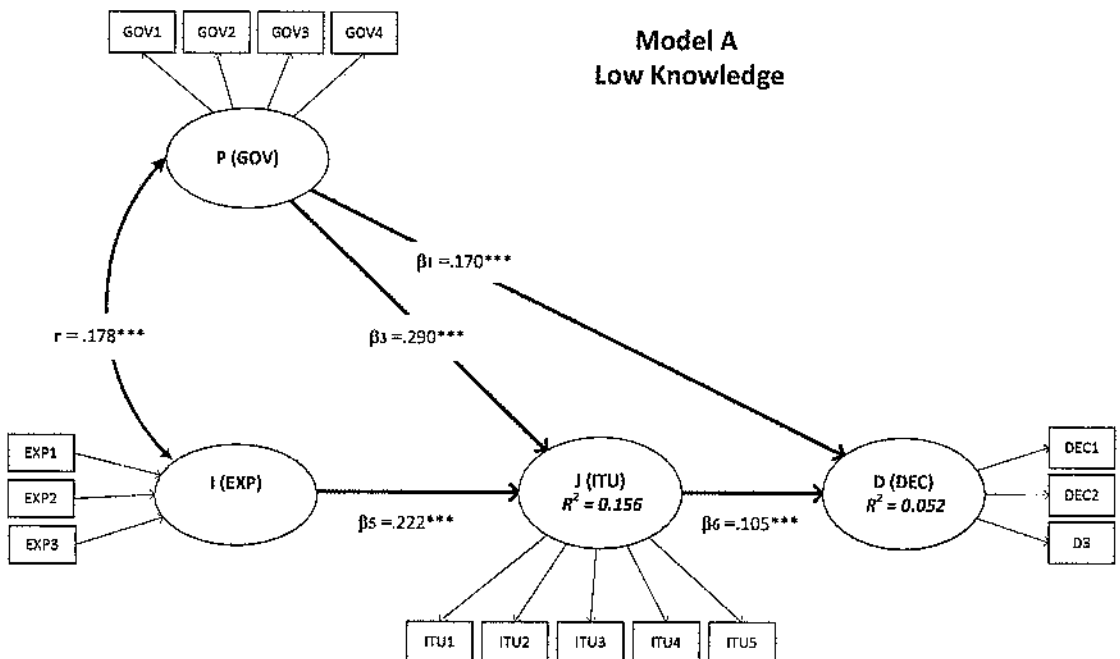 GOV1 GOV2 GOV3 GOV4
Model A
Low Knowledge
P (GOV)
β1 =.170***
r = .178***
β3 =.290***
EXP1
EXP2
EXP3
I (EXP)
β5 =.222***
J (ITU)
R² = 0.156
β6 =.105***
D (DEC)
R² = 0.052
DEC1
DEC2
D3
ITU1 ITU2 ITU3 ITU4 ITU5